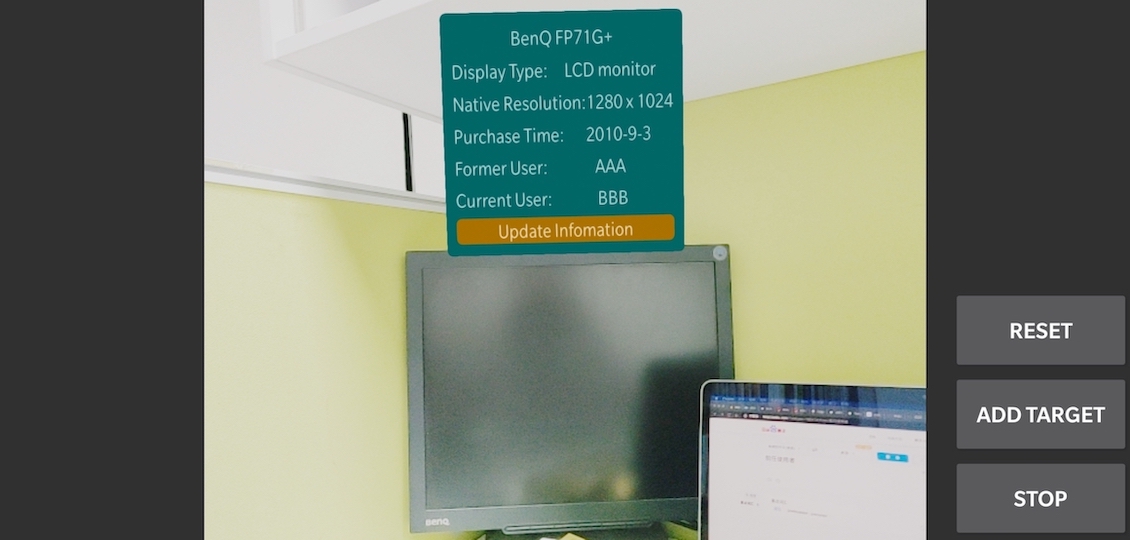 BenQ FP71G+
Display Type: LCD monitor
Native Resolution:1280 x 1024
Purchase Time: 2010-9-3
Former User: AAA
Current User: BBB
Update Infomation
RESET
ADD TARGET
STOP
BenQ